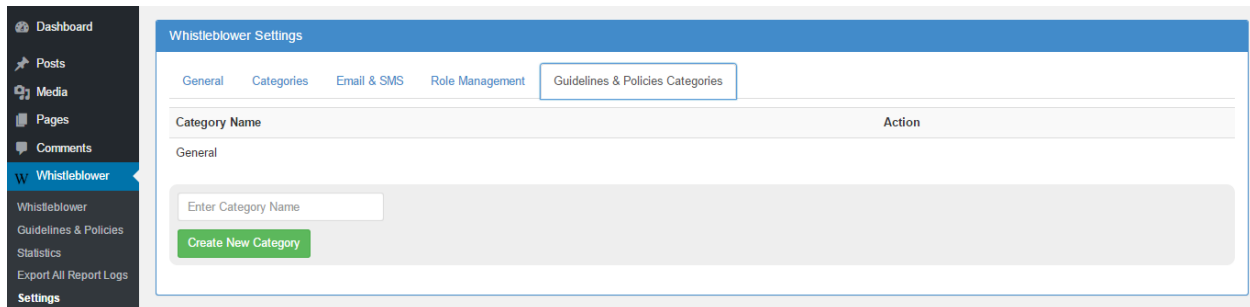 Dashboard
Posts
Media
Pages
Comments
W Whistleblower
Whistleblower
Guidelines & Policies
Statistics
Export All Report Logs
Settings
Whistleblower Settings
General Categories Email & SMS Role Management Guidelines & Policies Categories
Category Name Action
General
Enter Category Name
Create New Category